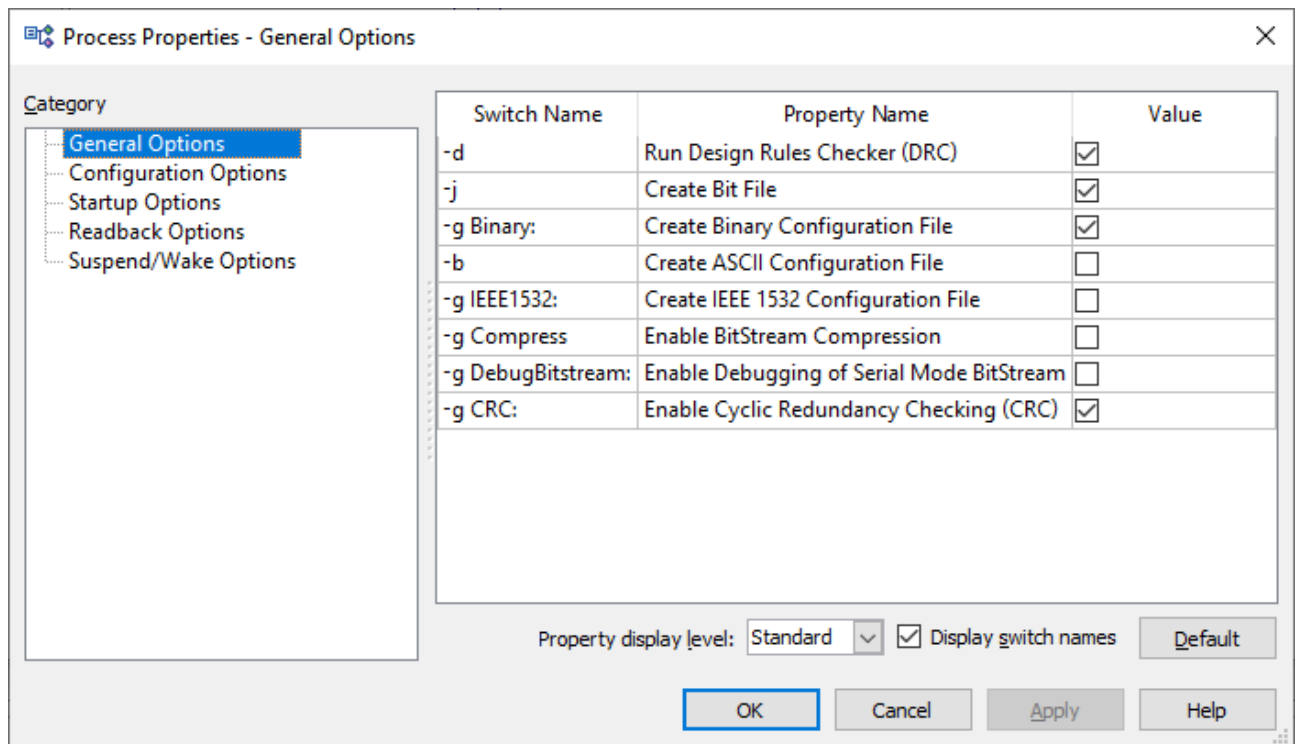 Process Properties - General Options
Category
General Options
Configuration Options
Startup Options
Readback Options
Suspend/Wake Options
Switch Name Property Name Value
-d Run Design Rules Checker (DRC)
-j Create Bit File
-g Binary: Create Binary Configuration File
-b Create ASCII Configuration File
-g IEEE1532: Create IEEE 1532 Configuration File
-g Compress Enable BitStream Compression
-g DebugBitstream: Enable Debugging of Serial Mode BitStream
-g CRC: Enable Cyclic Redundancy Checking (CRC)
Property display level: Standard Display switch names Default
OK Cancel Apply Help